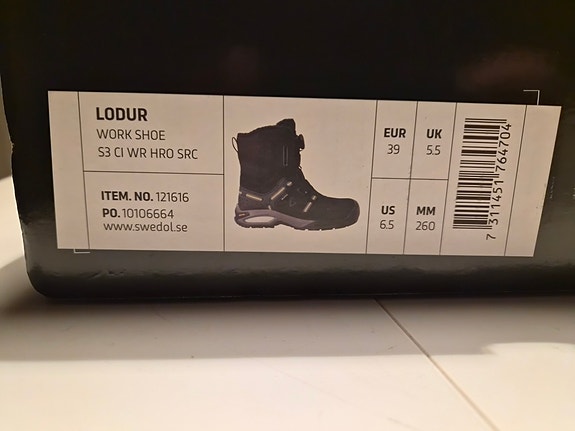 LODUR
WORK SHOE
S3 CI WR HRO SRC
ITEM. NO. 121616
PO. 10106664
www.swedol.se
EUR
39
UK
5.5
US
6.5
MM
260
7 311451 764704